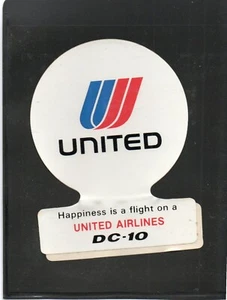 UNITED
Happiness is a flight on a
UNITED AIRLINES
DC-10